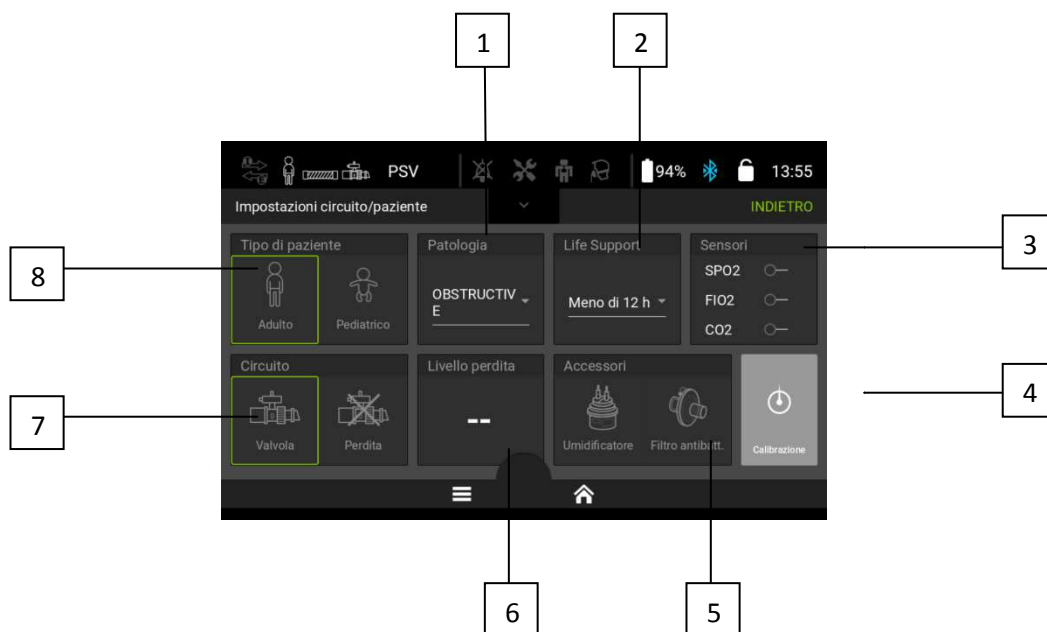 1
2
PSV
94%
13:55
Impostazioni circuito/paziente
INDIETRO
Tipo di paziente
Patologia
Life Support
Sensori
3
8
SPO2
OBSTRUCTIV
E
Meno di 12 h
FIO2
Adulto
Pediatrico
CO2
Circuito
Livello perdita
Accessori
4
7
--
Valvola
Perdita
Umidificatore
Filtro antibatt.
Calibrazione
6
5